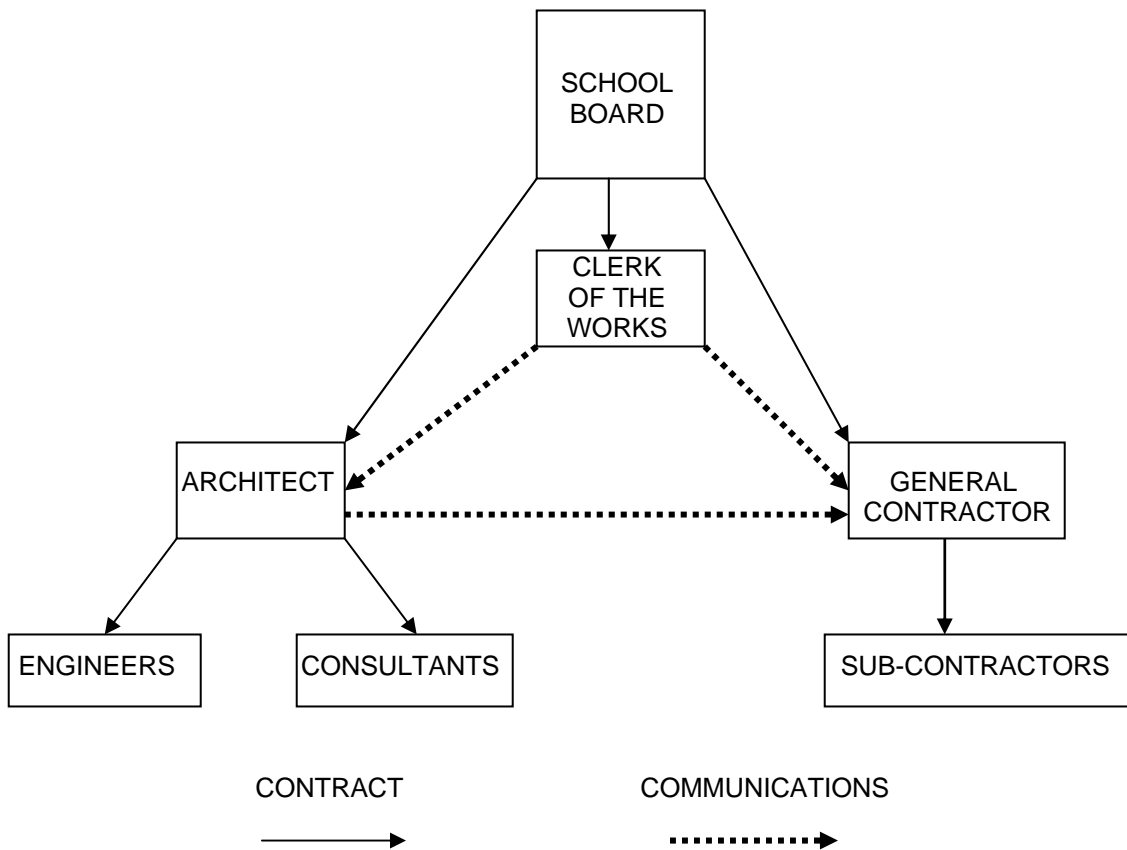 SCHOOL
BOARD
CLERK
OF THE
WORKS
ARCHITECT
GENERAL
CONTRACTOR
ENGINEERS
CONSULTANTS
SUB-CONTRACTORS
CONTRACT
COMMUNICATIONS